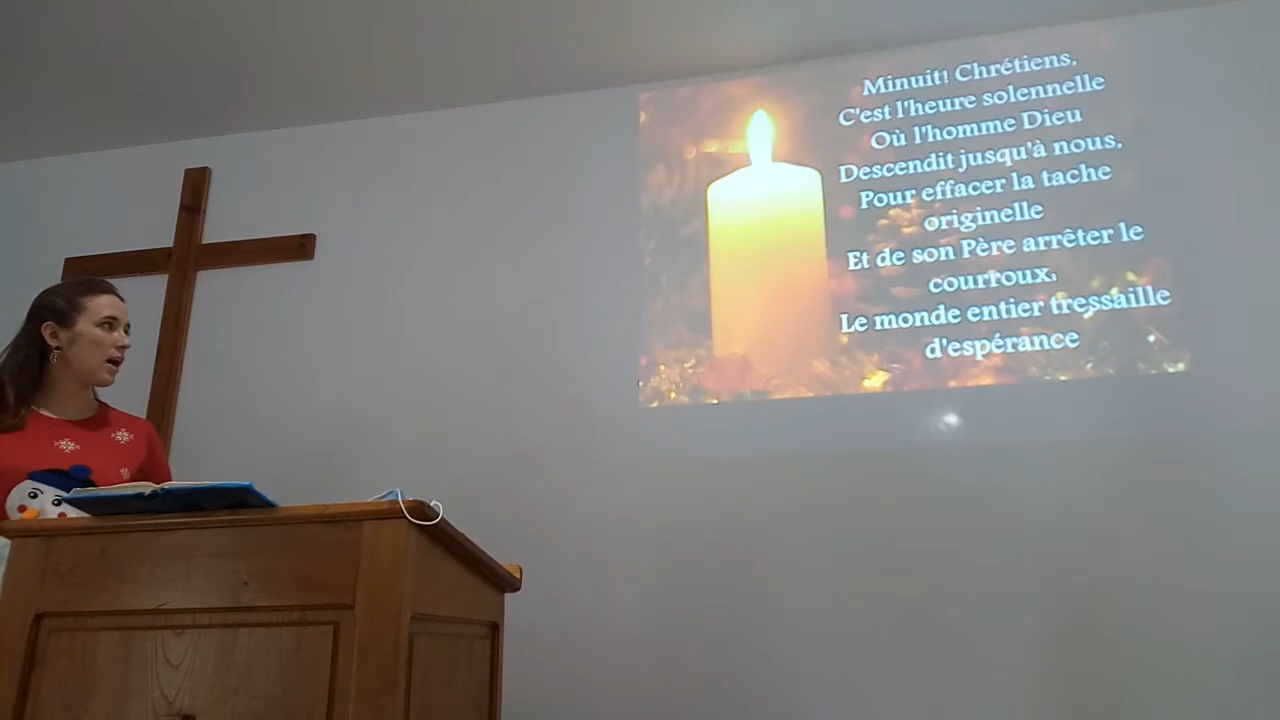 Minuit! Chrétiens,
C'est l'heure solennelle
Où l'homme Dieu
Descendit jusqu'à nous,
Pour effacer la tache
originelle
Et de son Père arrêter le
courroux:
Le monde entier tressaille
d'espérance